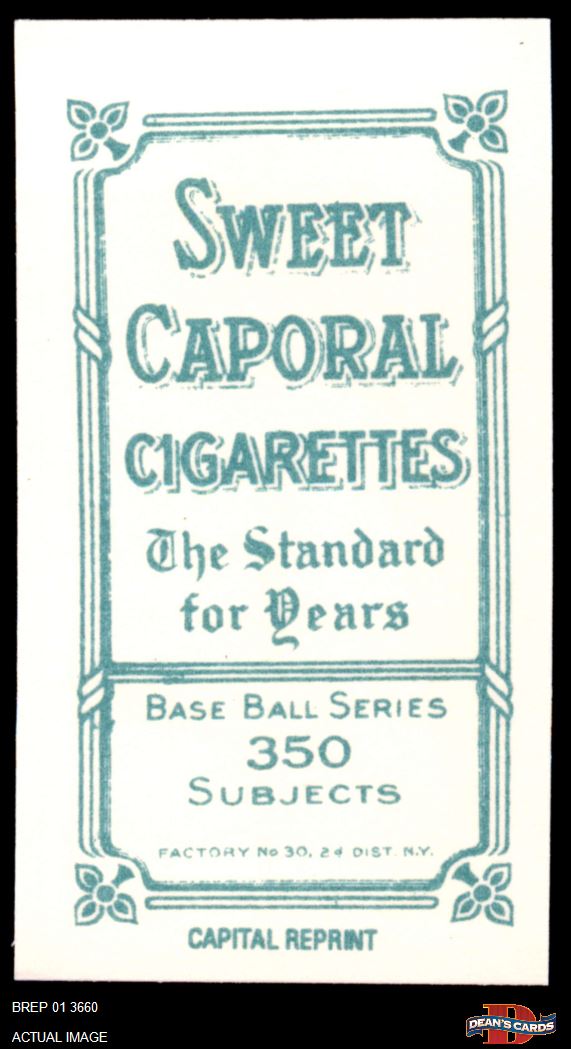 SWEET
CAPORAL
CIGARETTES
The Standard
for Years
BASE BALL SERIES
350
SUBJECTS
FACTORY No 30, 2d DIST. N.Y.
CAPITAL REPRINT
BREP 01 3660
ACTUAL IMAGE
DEAN'S CARDS